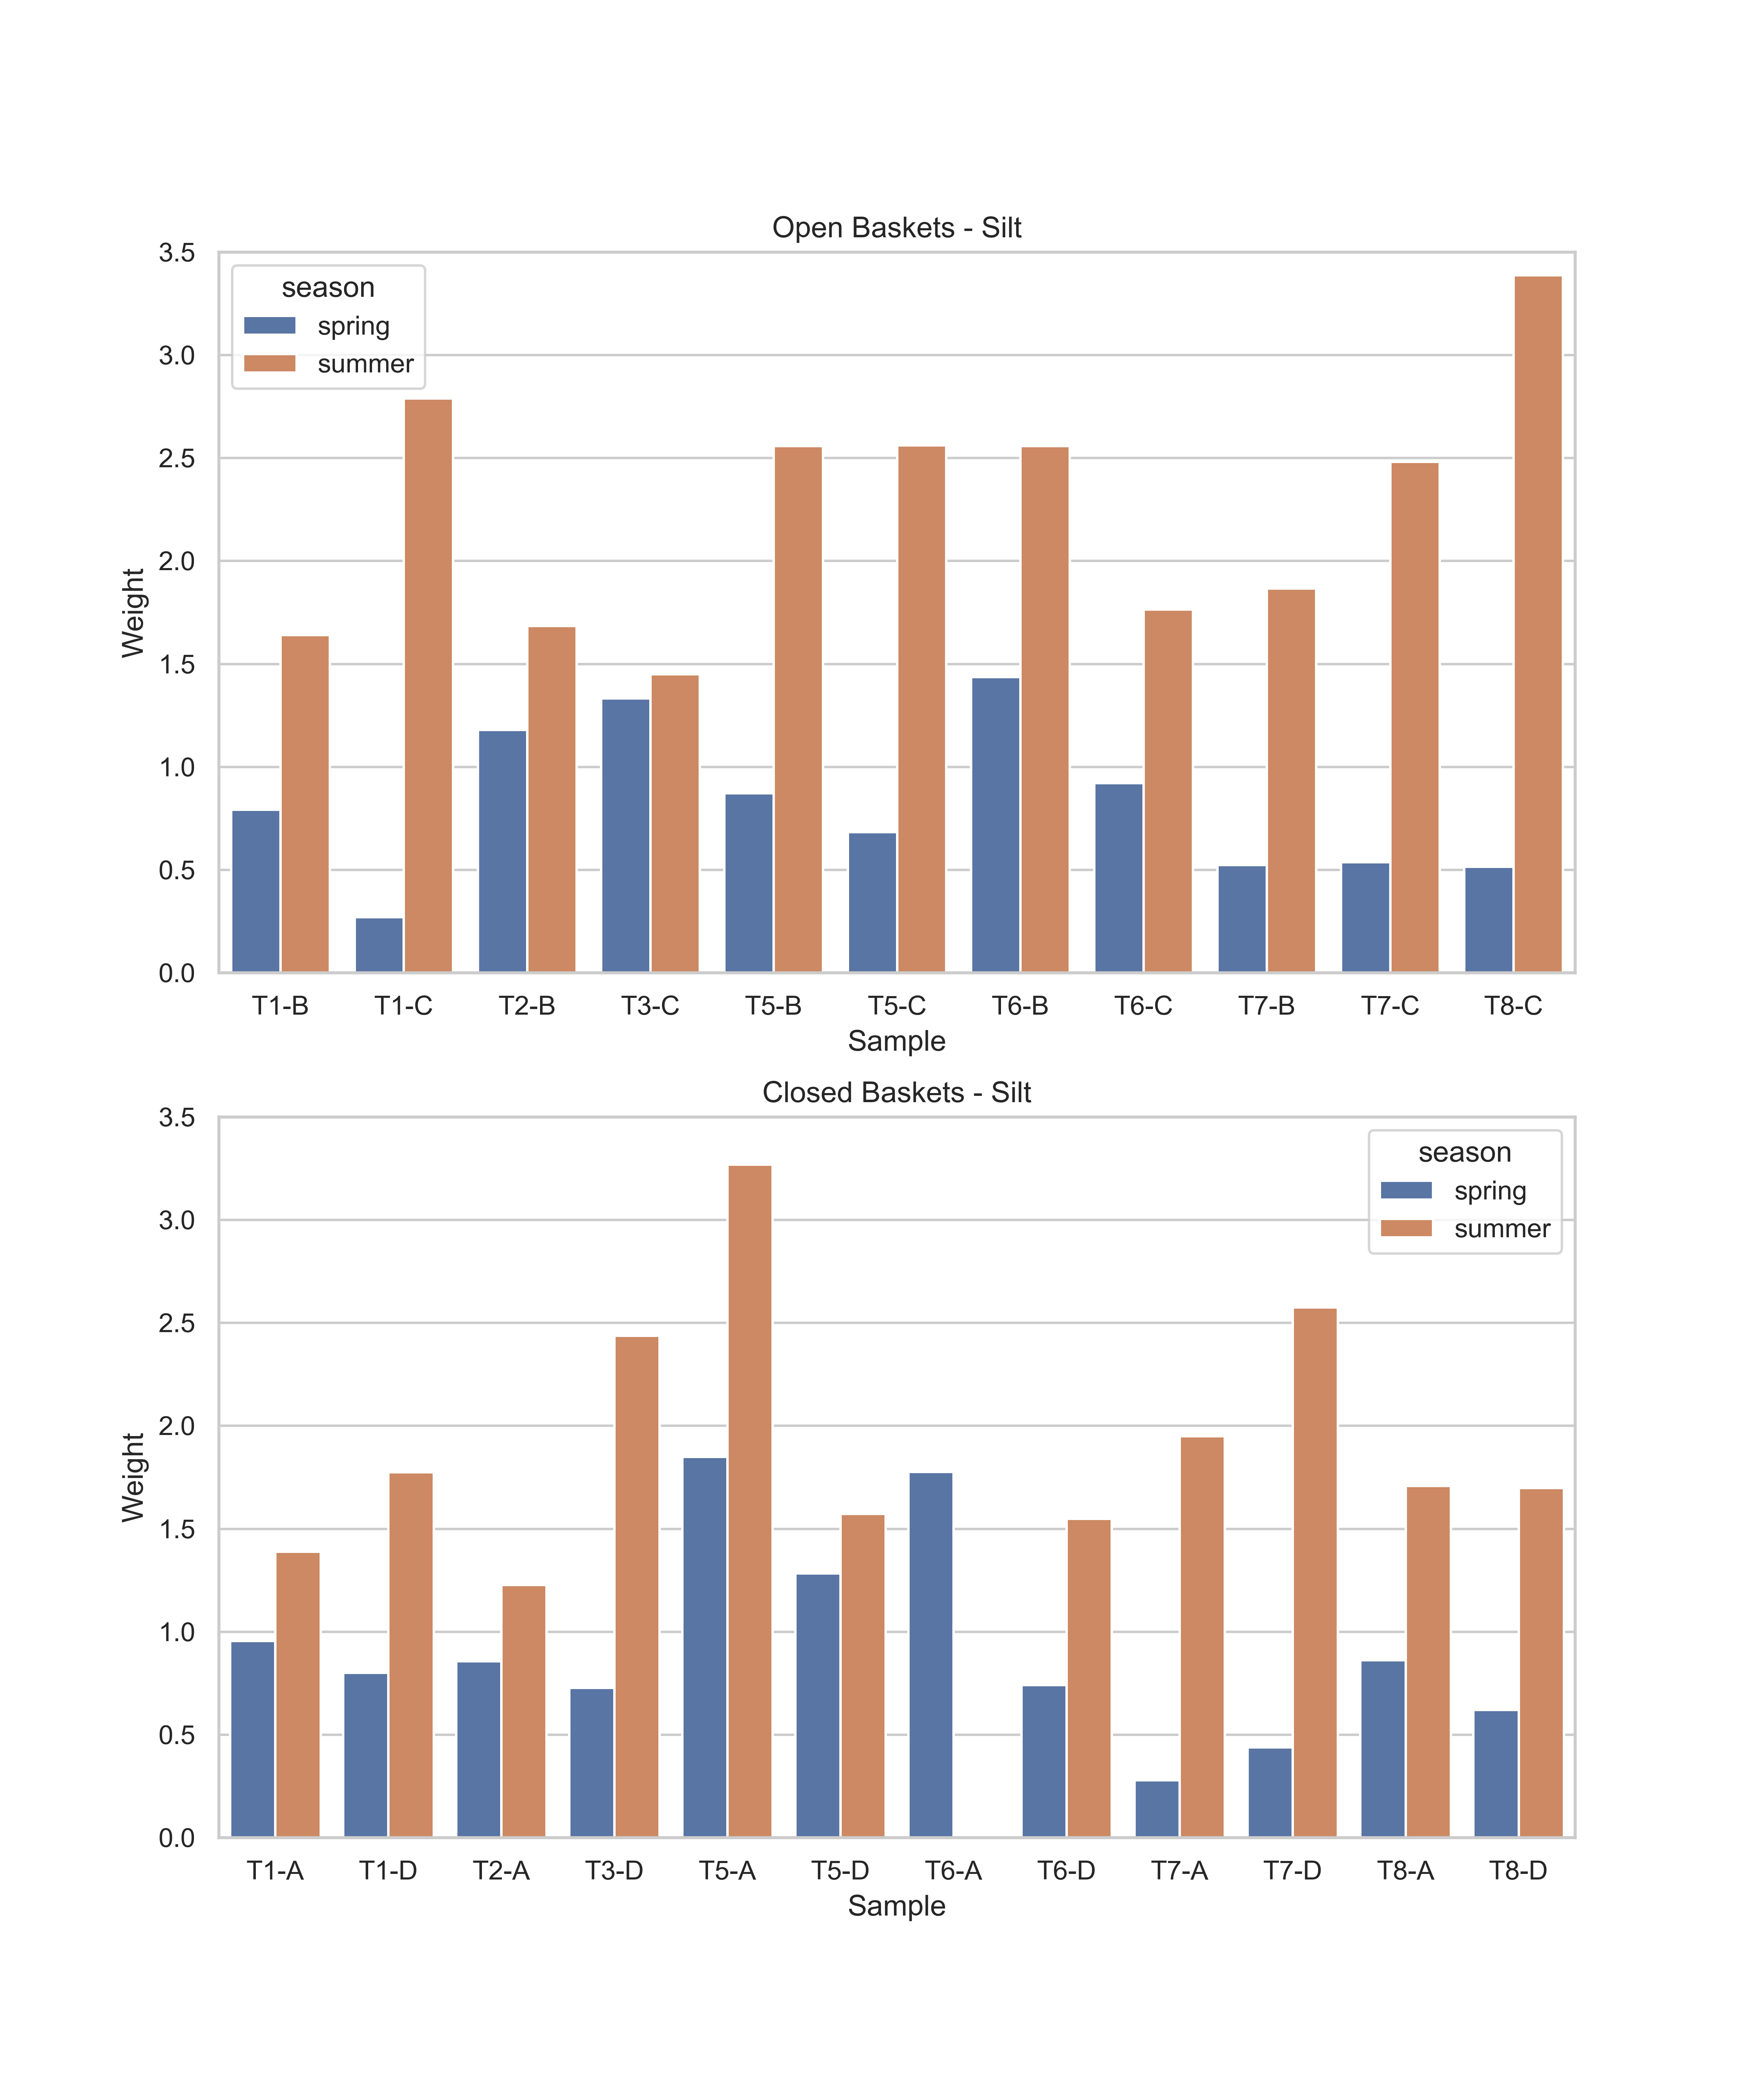 Open Baskets - Silt
3.5
3.0
2.5
2.0
1.5
1.0
0.5
0.0
Weight
season
spring
summer
T1-B T1-C T2-B T3-C T5-B T5-C T6-B T6-C T7-B T7-C T8-C
Sample
Closed Baskets - Silt
3.5
3.0
2.5
2.0
1.5
1.0
0.5
0.0
Weight
season
spring
summer
T1-A T1-D T2-A T3-D T5-A T5-D T6-A T6-D T7-A T7-D T8-A T8-D
Sample